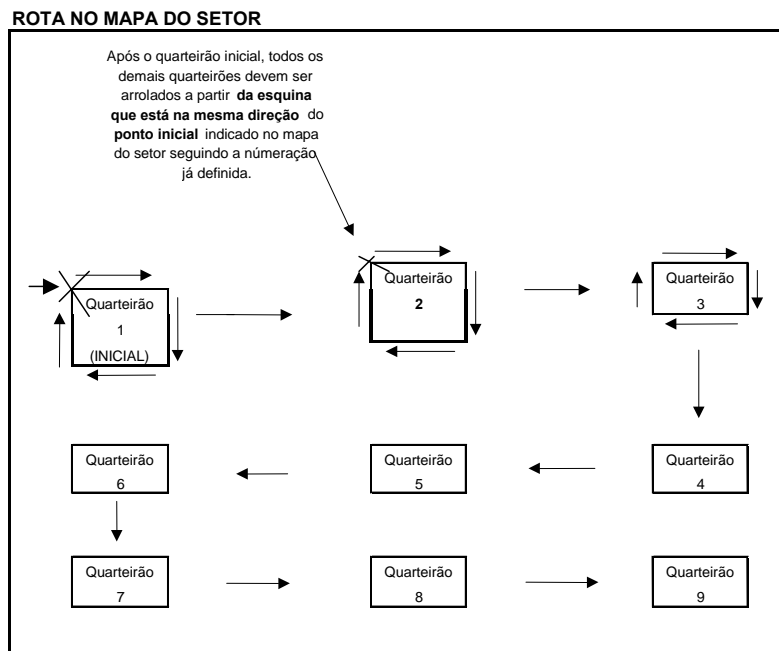 ROTA NO MAPA DO SETOR
Após o quarteirão inicial, todos os
demais quarteirões devem ser
arrolados a partir da esquina
que está na mesma direção do
ponto inicial indicado no mapa
do setor seguindo a númeração
já definida.
Quarteirão
1
(INICIAL)
Quarteirão
2
Quarteirão
3
Quarteirão
6
Quarteirão
5
Quarteirão
4
Quarteirão
7
Quarteirão
8
Quarteirão
9